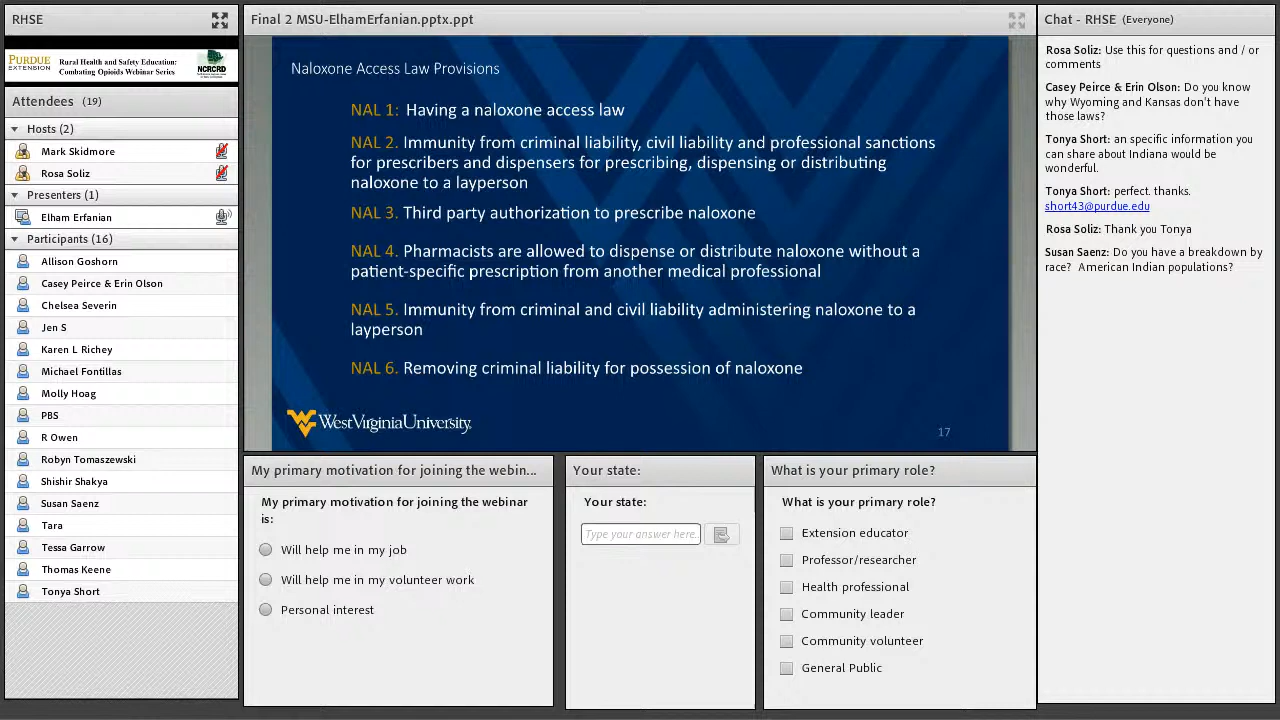 RHSE
PURDUE
EXTENSION
Rural Health and Safety Education:
Combating Opioids Webinar Series
NCRCRD
Attendees (19)
Hosts (2)
Mark Skidmore
Rosa Soliz
Presenters (1)
Elham Erfanian
Participants (16)
Allison Goshorn
Casey Peirce & Erin Olson
Chelsea Severin
Jen S
Karen L Richey
Michael Fontillas
Molly Hoag
PBS
R Owen
Robyn Tomaszewski
Shishir Shakya
Susan Saenz
Tara
Tessa Garrow
Thomas Keene
Tonya Short
Final 2 MSU-ElhamErfanian.pptx.ppt
Naloxone Access Law Provisions
NAL 1: Having a naloxone access law
NAL 2. Immunity from criminal liability, civil liability and professional sanctions
for prescribers and dispensers for prescribing, dispensing or distributing
naloxone to a layperson
NAL 3. Third party authorization to prescribe naloxone
NAL 4. Pharmacists are allowed to dispense or distribute naloxone without a
patient-specific prescription from another medical professional
NAL 5. Immunity from criminal and civil liability administering naloxone to a
layperson
NAL 6. Removing criminal liability for possession of naloxone
WestVirginiaUniversity.
17
My primary motivation for joining the webin...
My primary motivation for joining the webinar
is:
Will help me in my job
Will help me in my volunteer work
Personal interest
Your state:
Your state:
Type your answer here..
What is your primary role?
What is your primary role?
Extension educator
Professor/researcher
Health professional
Community leader
Community volunteer
General Public
Chat - RHSE (Everyone)
Rosa Soliz: Use this for questions and / or
comments
Casey Peirce & Erin Olson: Do you know
why Wyoming and Kansas don't have
those laws?
Tonya Short: an specific information you
can share about Indiana would be
wonderful.
Tonya Short: perfect. thanks.
short43@purdue.edu
Rosa Soliz: Thank you Tonya
Susan Saenz: Do you have a breakdown by
race? American Indian populations?